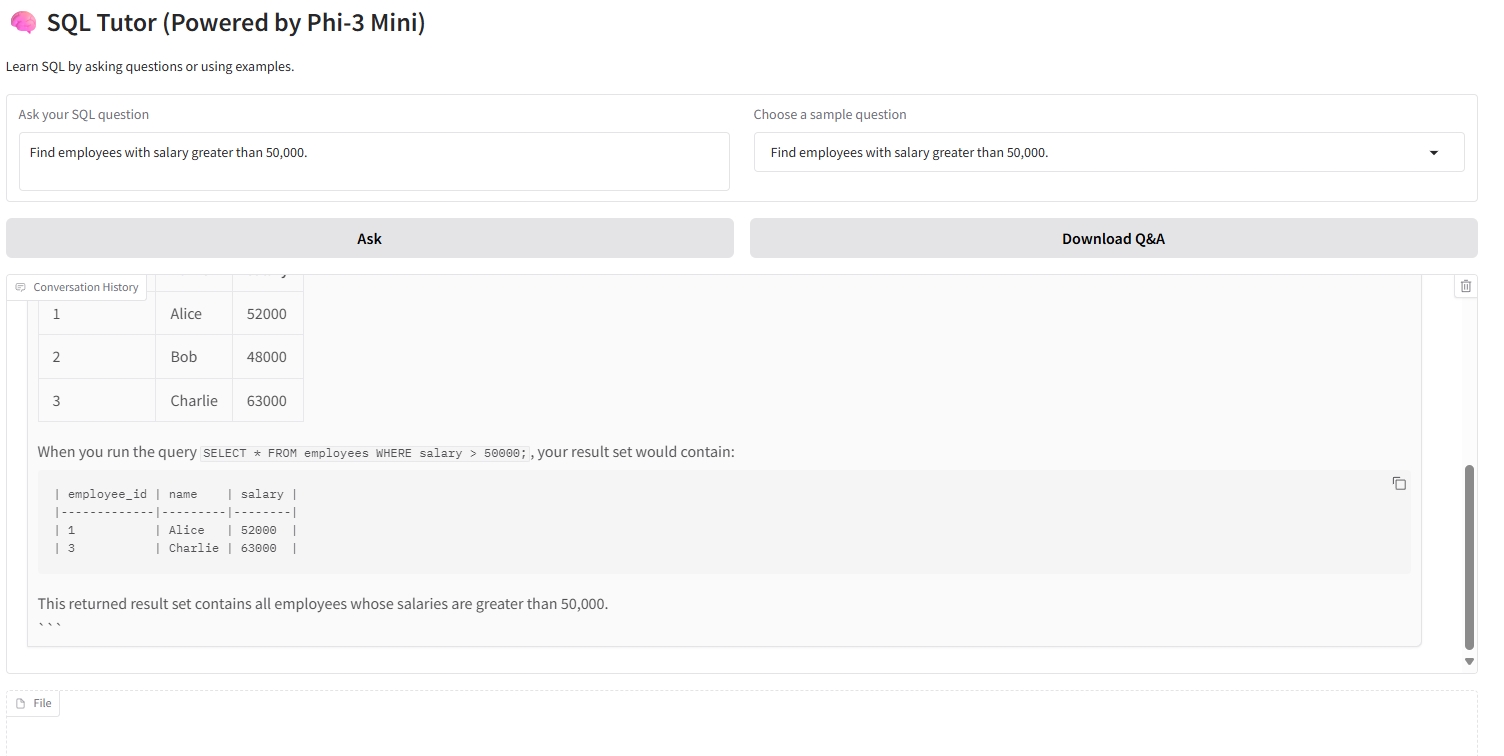 SQL Tutor (Powered by Phi-3 Mini)
Learn SQL by asking questions or using examples.
Ask your SQL question
Find employees with salary greater than 50,000.
Choose a sample question
Find employees with salary greater than 50,000.
Ask
Download Q&A
Conversation History
1 Alice 52000
2 Bob 48000
3 Charlie 63000
When you run the query SELECT * FROM employees WHERE salary > 50000; , your result set would contain:
| employee_id | name    | salary |
|-------------|---------|--------|
| 1           | Alice   | 52000  |
| 3           | Charlie | 63000  |
This returned result set contains all employees whose salaries are greater than 50,000.
```
File